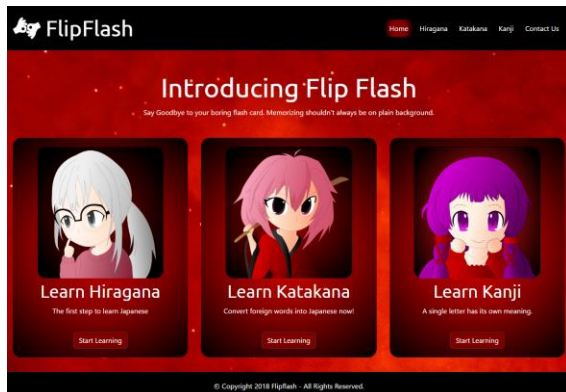 FlipFlash
Home Hiragana Katakana Kanji Contact Us
Introducing Flip Flash
Say Goodbye to your boring flash card. Memorizing shouldn't always be on plain background.
Learn Hiragana
The first step to learn Japanese
Start Learning
Learn Katakana
Convert foreign words into Japanese now!
Start Learning
Learn Kanji
A single letter has its own meaning.
Start Learning
© Copyright 2018 Flipflash - All Rights Reserved.